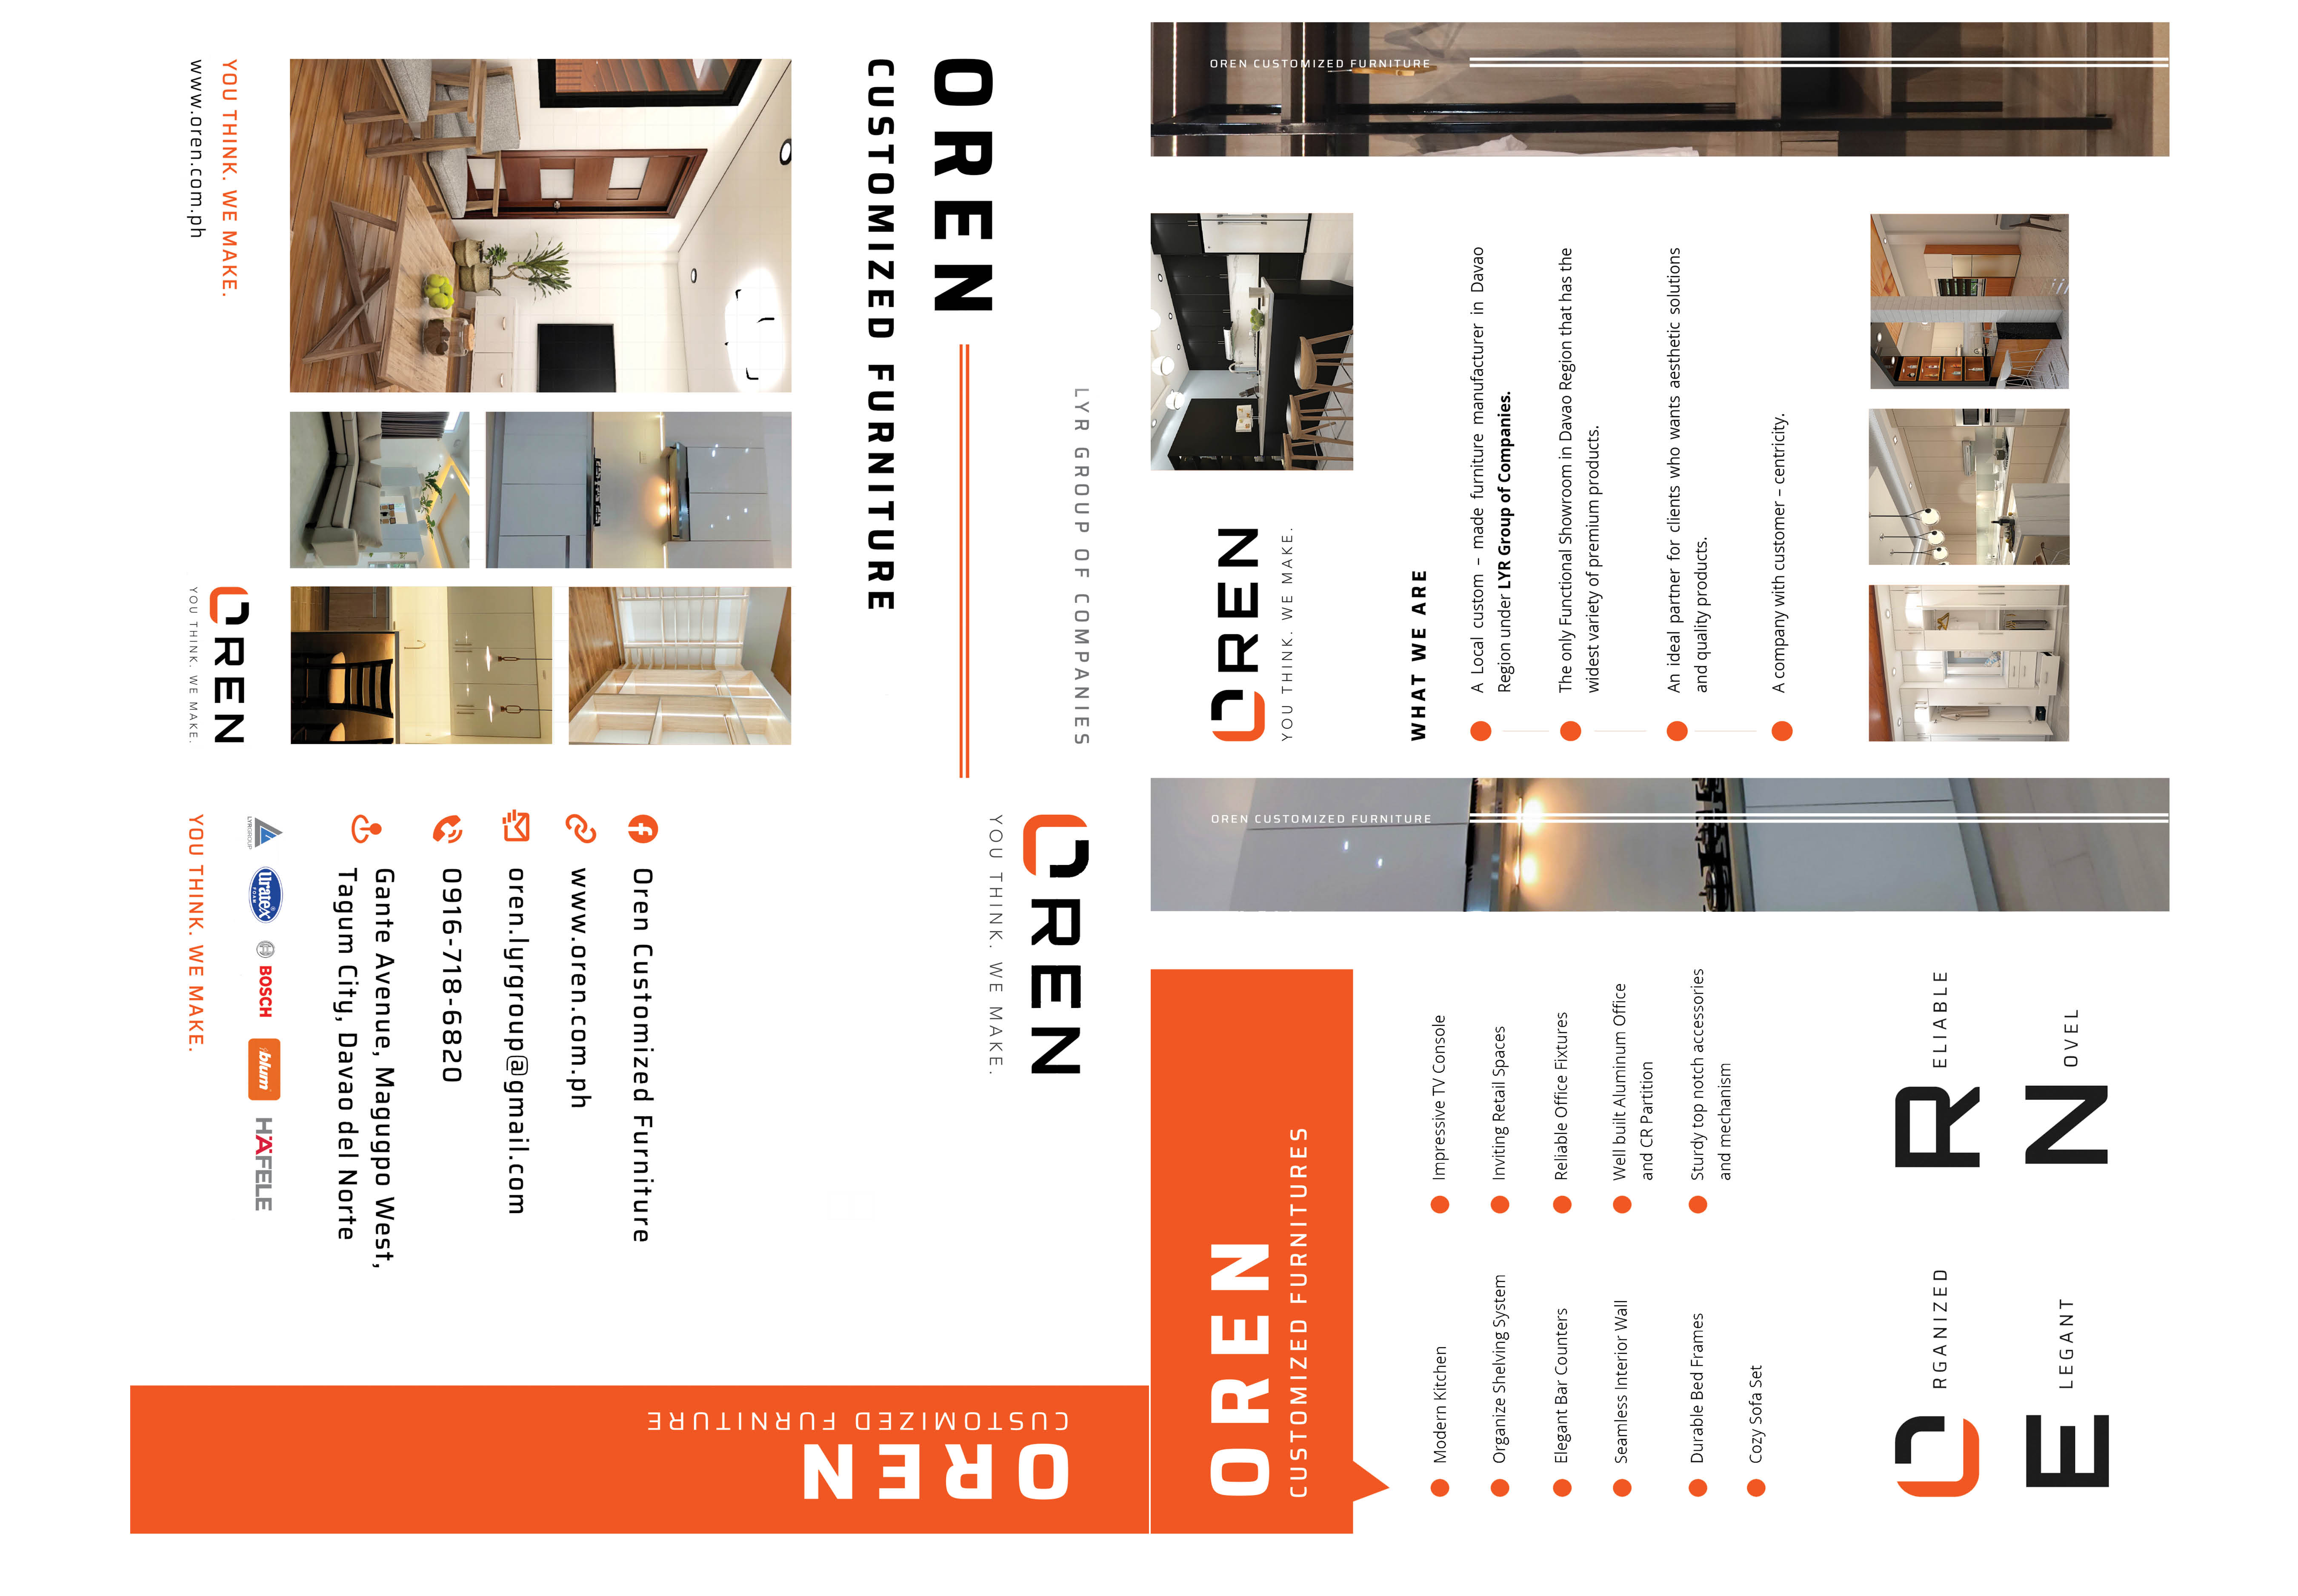 LYR GROUP OF COMPANIES
OREN
CUSTOMIZED FURNITURE
YOU THINK. WE MAKE.
www.oren.com.ph
OREN
YOU THINK. WE MAKE.
OREN
YOU THINK. WE MAKE.
Oren Customized Furniture
www.oren.com.ph
oren.lyrgroup@gmail.com
0916-718-6820
Gante Avenue, Magugpo West,
Tagum City, Davao del Norte
LYRGROUP
uratex
FOAM
BOSCH
blum
HÄFELE
YOU THINK. WE MAKE.
OREN
CUSTOMIZED FURNITURE
OREN
CUSTOMIZED FURNITURES
Modern Kitchen
Organize Shelving System
Elegant Bar Counters
Seamless Interior Wall
Durable Bed Frames
Cozy Sofa Set
Impressive TV Console
Inviting Retail Spaces
Reliable Office Fixtures
Well built Aluminum Office
and CR Partition
Sturdy top notch accessories
and mechanism
ORGANIZED
RELIABLE
ELEGANT
NOVEL
OREN CUSTOMIZED FURNITURE
OREN
YOU THINK. WE MAKE.
WHAT WE ARE
A Local custom – made furniture manufacturer in Davao
Region under LYR Group of Companies.
The only Functional Showroom in Davao Region that has the
widest variety of premium products.
An ideal partner for clients who wants aesthetic solutions
and quality products.
A company with customer – centricity.
OREN CUSTOMIZED FURNITURE